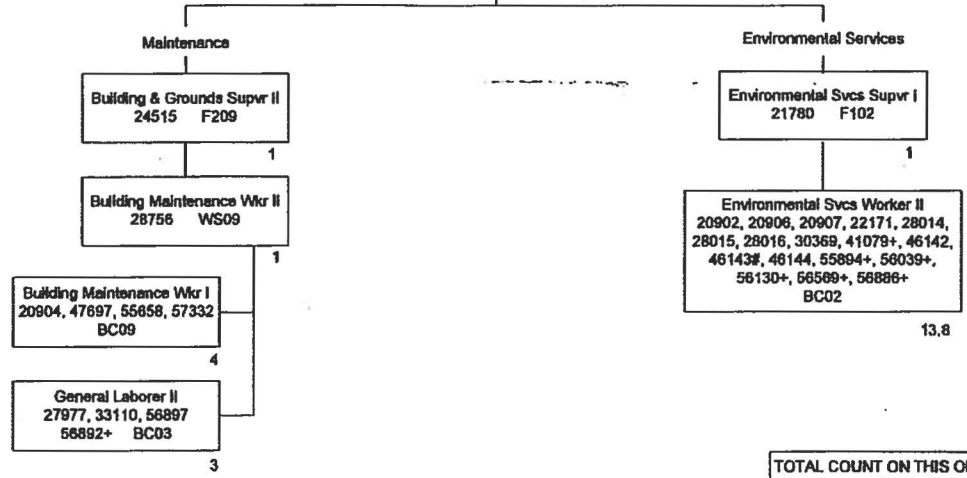 Maintenance
Building & Grounds Supvr II
24515 F209
1
Building Maintenance Wkr II
28756 WS09
1
Building Maintenance Wkr I
20904, 47697, 55658, 57332
BC09
4
General Laborer II
27977, 33110, 56897
56892+ BC03
3
Environmental Services
Environmental Svcs Supvr I
21780 F102
1
Environmental Svcs Worker II
20902, 20906, 20907, 22171, 28014,
28015, 28016, 30369, 41079+, 46142,
46143#, 46144, 55894+, 56039+,
56130+, 56569+, 56886+
BC02
13.8
TOTAL COUNT ON THIS